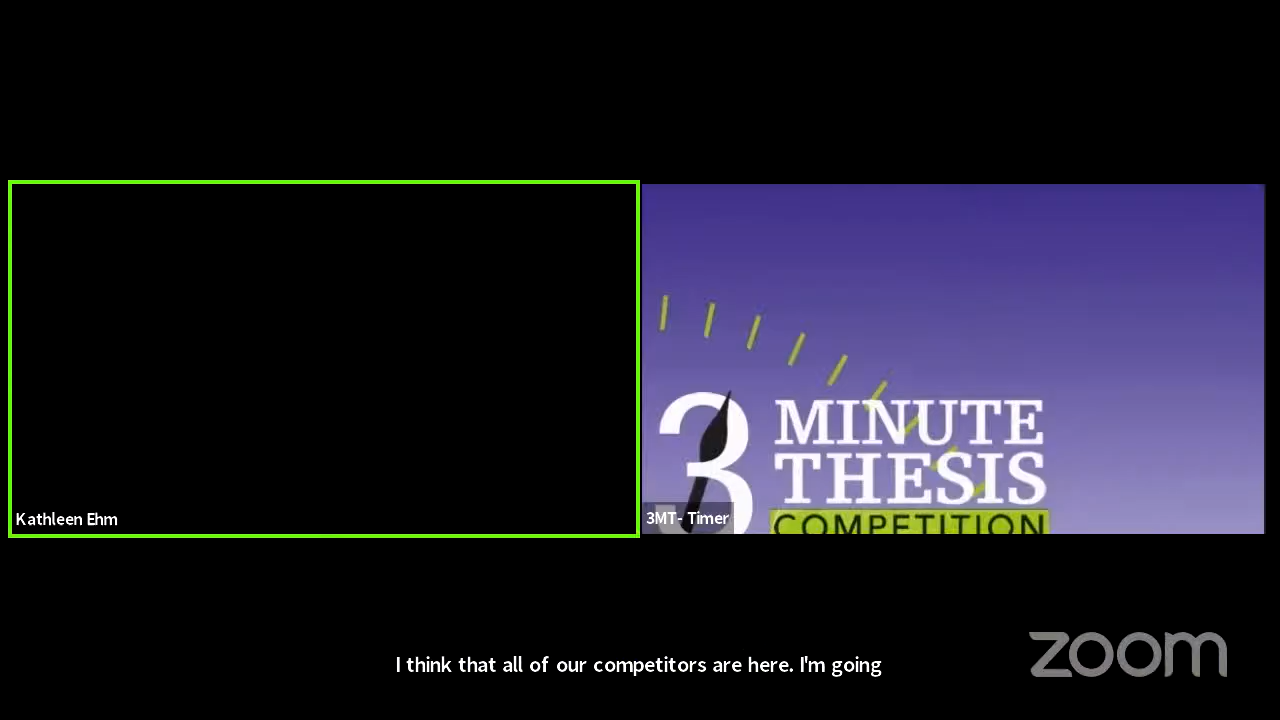 3 MINUTE
THESIS
COMPETITION
Kathleen Ehm
3MT- Timer
I think that all of our competitors are here. I'm going
zoom